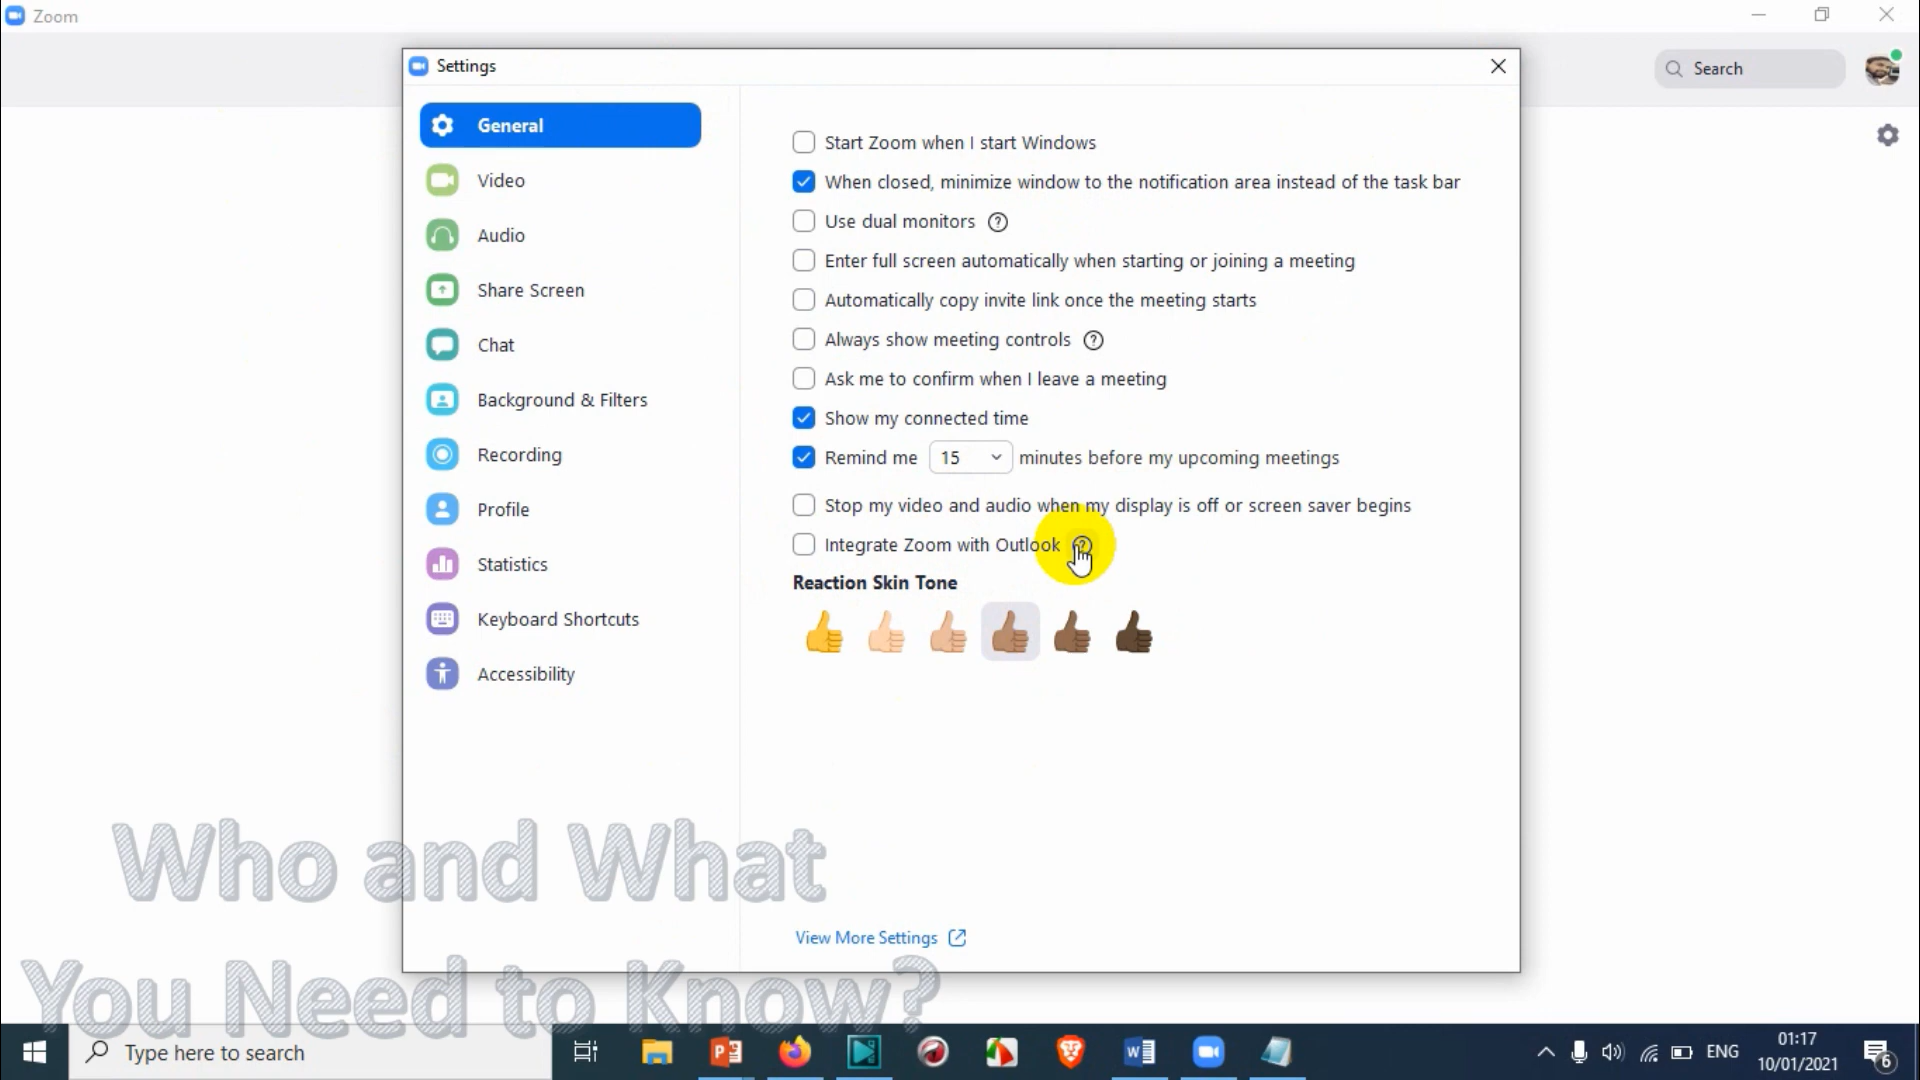 Zoom
Settings
Search
General
Video
Audio
Share Screen
Chat
Background & Filters
Recording
Profile
Statistics
Keyboard Shortcuts
Accessibility
Start Zoom when I start Windows
When closed, minimize window to the notification area instead of the task bar
Use dual monitors ?
Enter full screen automatically when starting or joining a meeting
Automatically copy invite link once the meeting starts
Always show meeting controls ?
Ask me to confirm when I leave a meeting
Show my connected time
Remind me 15 minutes before my upcoming meetings
Stop my video and audio when my display is off or screen saver begins
Integrate Zoom with Outlook ?
Reaction Skin Tone
View More Settings
Who and What
You Need to Know?
Type here to search
ENG
01:17
10/01/2021
6